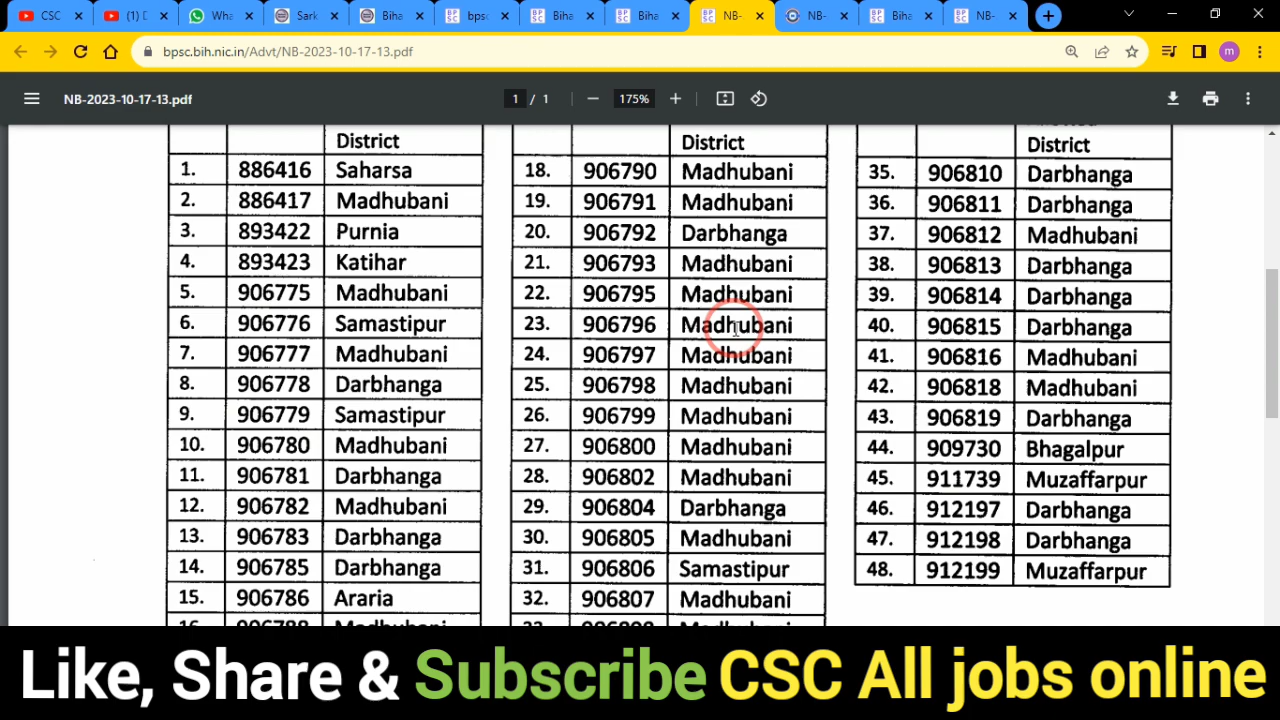 CSC
(1) D
Wha
Sark
Biha
bpsc
Biha
Biha
NB-
NB-
Biha
NB-
bpsc.bih.nic.in/Advt/NB-2023-10-17-13.pdf
m
NB-2023-10-17-13.pdf
1 / 1
175%
District
1. 886416 Saharsa
2. 886417 Madhubani
3. 893422 Purnia
4. 893423 Katihar
5. 906775 Madhubani
6. 906776 Samastipur
7. 906777 Madhubani
8. 906778 Darbhanga
9. 906779 Samastipur
10. 906780 Madhubani
11. 906781 Darbhanga
12. 906782 Madhubani
13. 906783 Darbhanga
14. 906785 Darbhanga
15. 906786 Araria
District
18. 906790 Madhubani
19. 906791 Madhubani
20. 906792 Darbhanga
21. 906793 Madhubani
22. 906795 Madhubani
23. 906796 Madhubani
24. 906797 Madhubani
25. 906798 Madhubani
26. 906799 Madhubani
27. 906800 Madhubani
28. 906802 Madhubani
29. 906804 Darbhanga
30. 906805 Madhubani
31. 906806 Samastipur
32. 906807 Madhubani
District
35. 906810 Darbhanga
36. 906811 Darbhanga
37. 906812 Madhubani
38. 906813 Darbhanga
39. 906814 Darbhanga
40. 906815 Darbhanga
41. 906816 Madhubani
42. 906818 Madhubani
43. 906819 Darbhanga
44. 909730 Bhagalpur
45. 911739 Muzaffarpur
46. 912197 Darbhanga
47. 912198 Darbhanga
48. 912199 Muzaffarpur
Like, Share & Subscribe CSC All jobs online